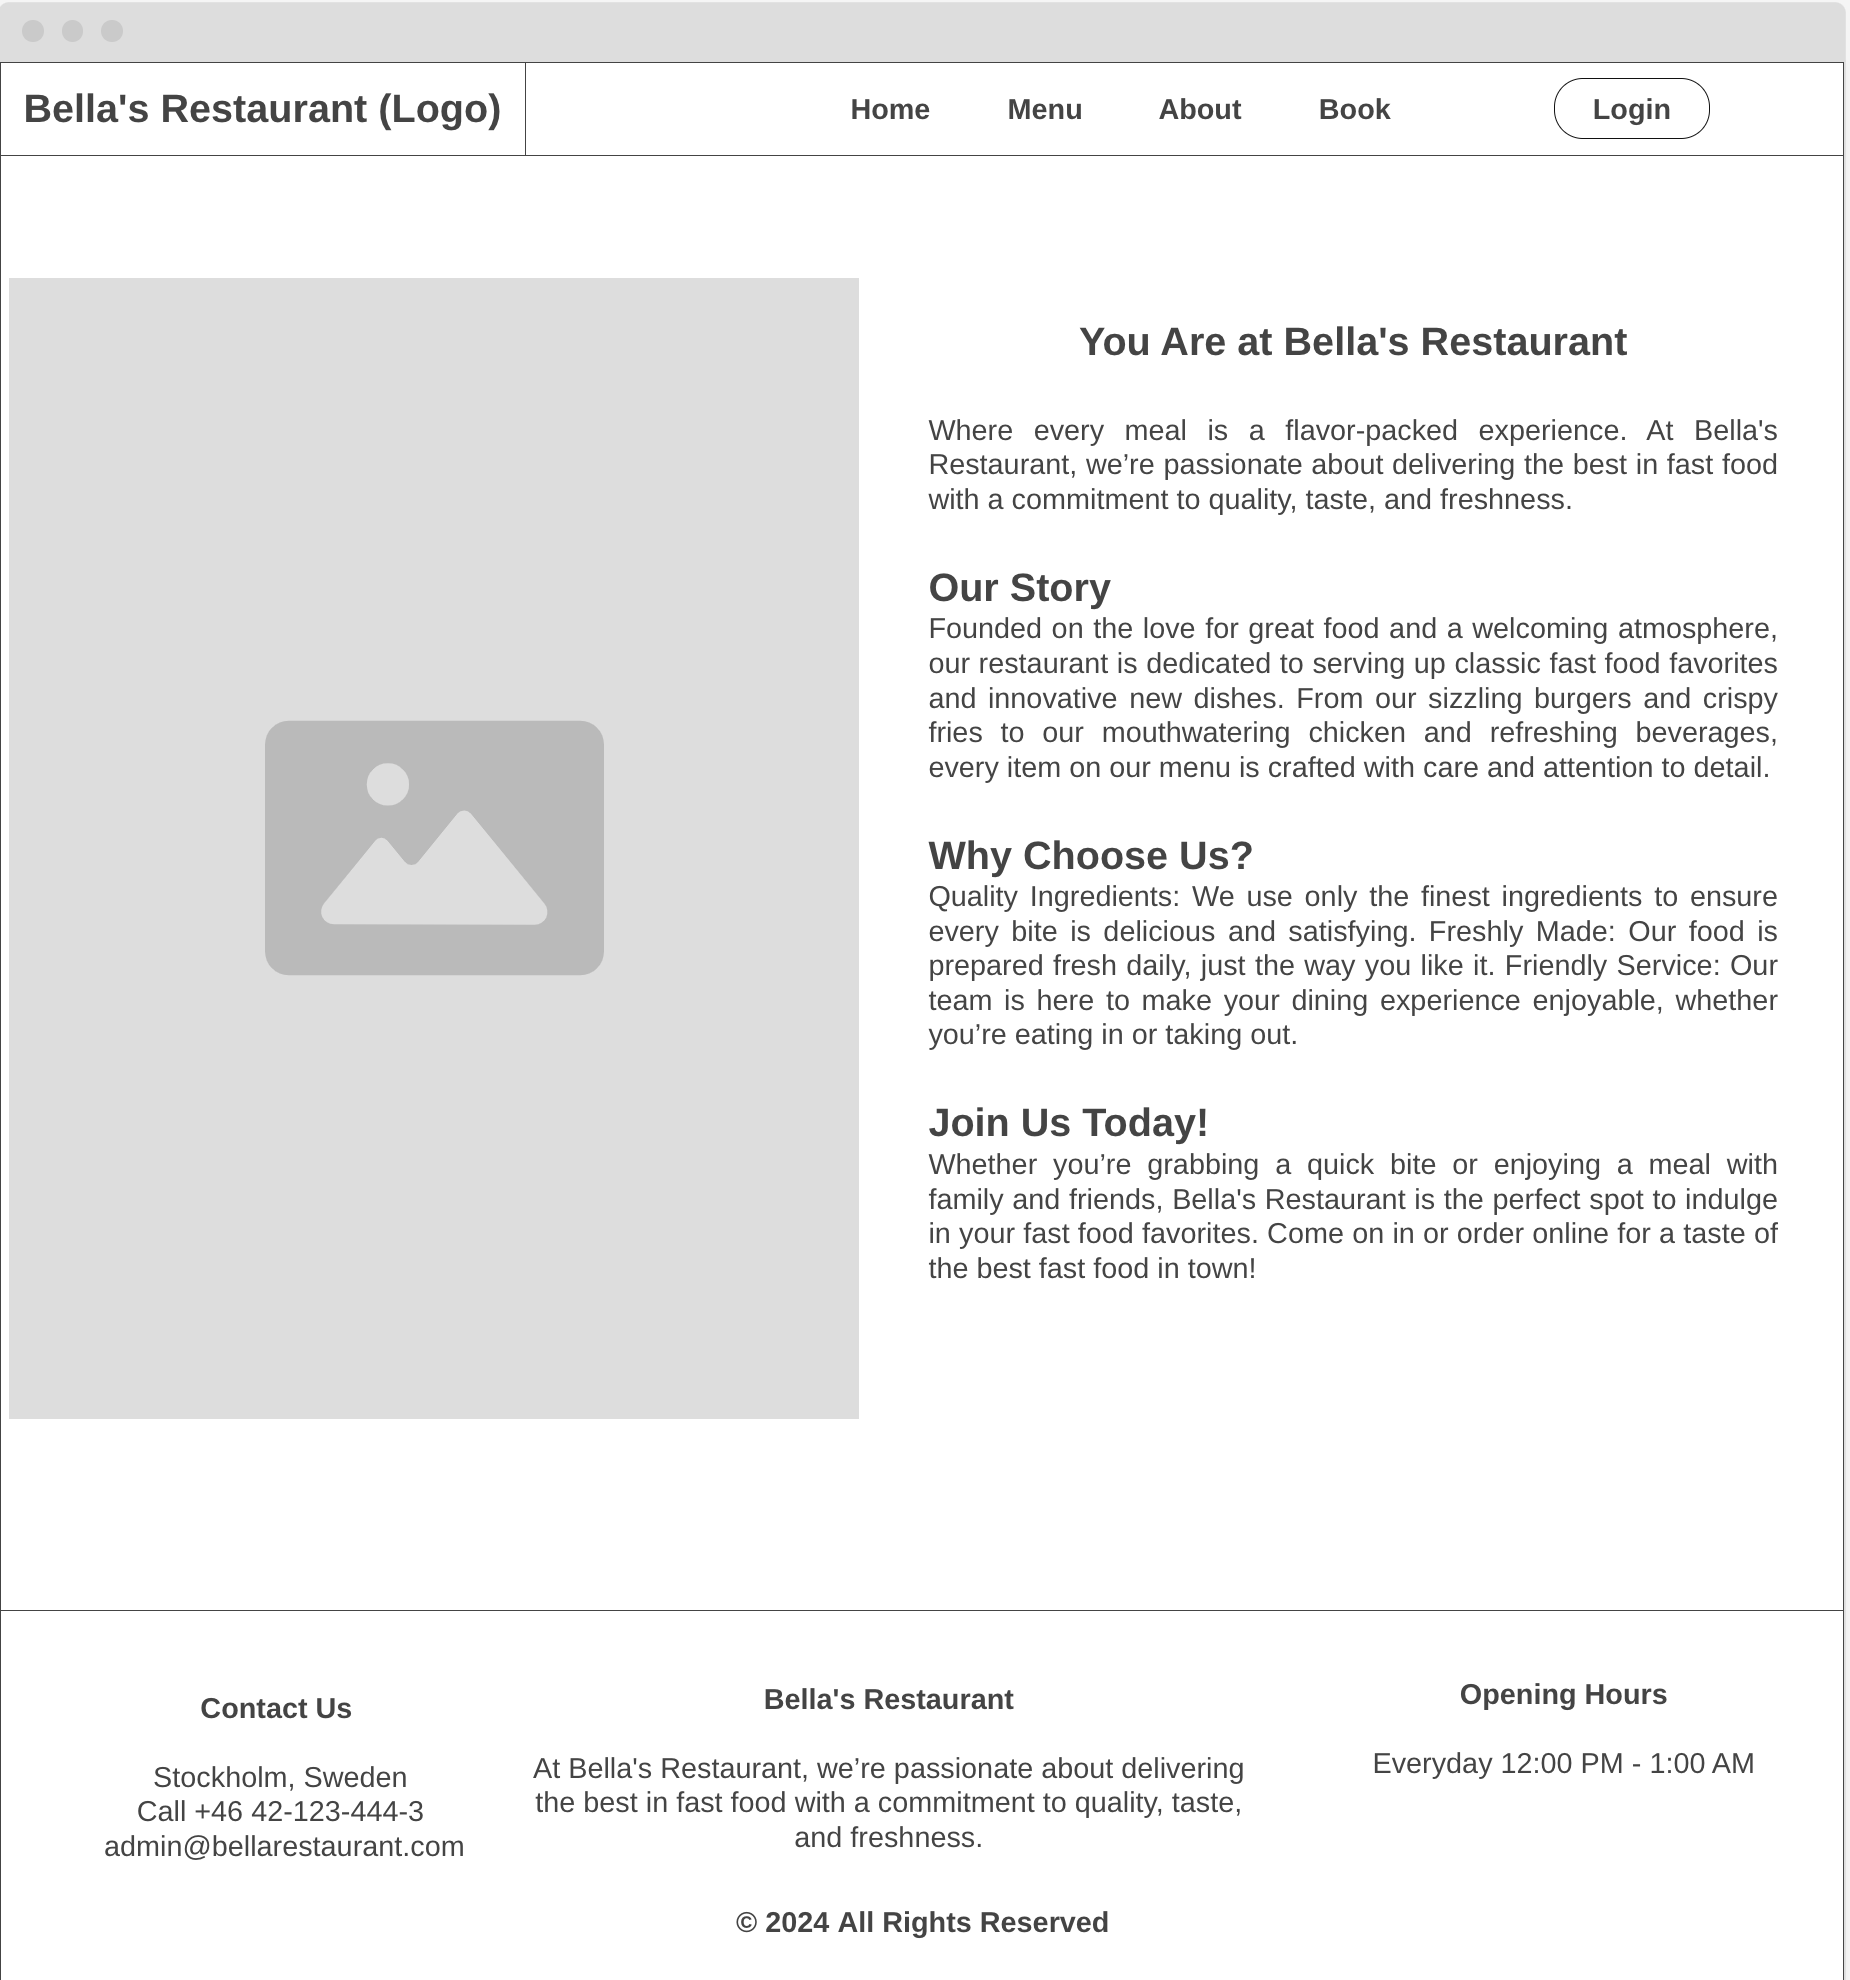 Bella's Restaurant (Logo)
Home
Menu
About
Book
Login
You Are at Bella's Restaurant
Where every meal is a flavor-packed experience. At Bella's
Restaurant, we’re passionate about delivering the best in fast food
with a commitment to quality, taste, and freshness.
Our Story
Founded on the love for great food and a welcoming atmosphere,
our restaurant is dedicated to serving up classic fast food favorites
and innovative new dishes. From our sizzling burgers and crispy
fries to our mouthwatering chicken and refreshing beverages,
every item on our menu is crafted with care and attention to detail.
Why Choose Us?
Quality Ingredients: We use only the finest ingredients to ensure
every bite is delicious and satisfying. Freshly Made: Our food is
prepared fresh daily, just the way you like it. Friendly Service: Our
team is here to make your dining experience enjoyable, whether
you’re eating in or taking out.
Join Us Today!
Whether you’re grabbing a quick bite or enjoying a meal with
family and friends, Bella's Restaurant is the perfect spot to indulge
in your fast food favorites. Come on in or order online for a taste of
the best fast food in town!
Contact Us
Stockholm, Sweden
Call +46 42-123-444-3
admin@bellarestaurant.com
Bella's Restaurant
At Bella's Restaurant, we’re passionate about delivering
the best in fast food with a commitment to quality, taste,
and freshness.
Opening Hours
Everyday 12:00 PM - 1:00 AM
© 2024 All Rights Reserved